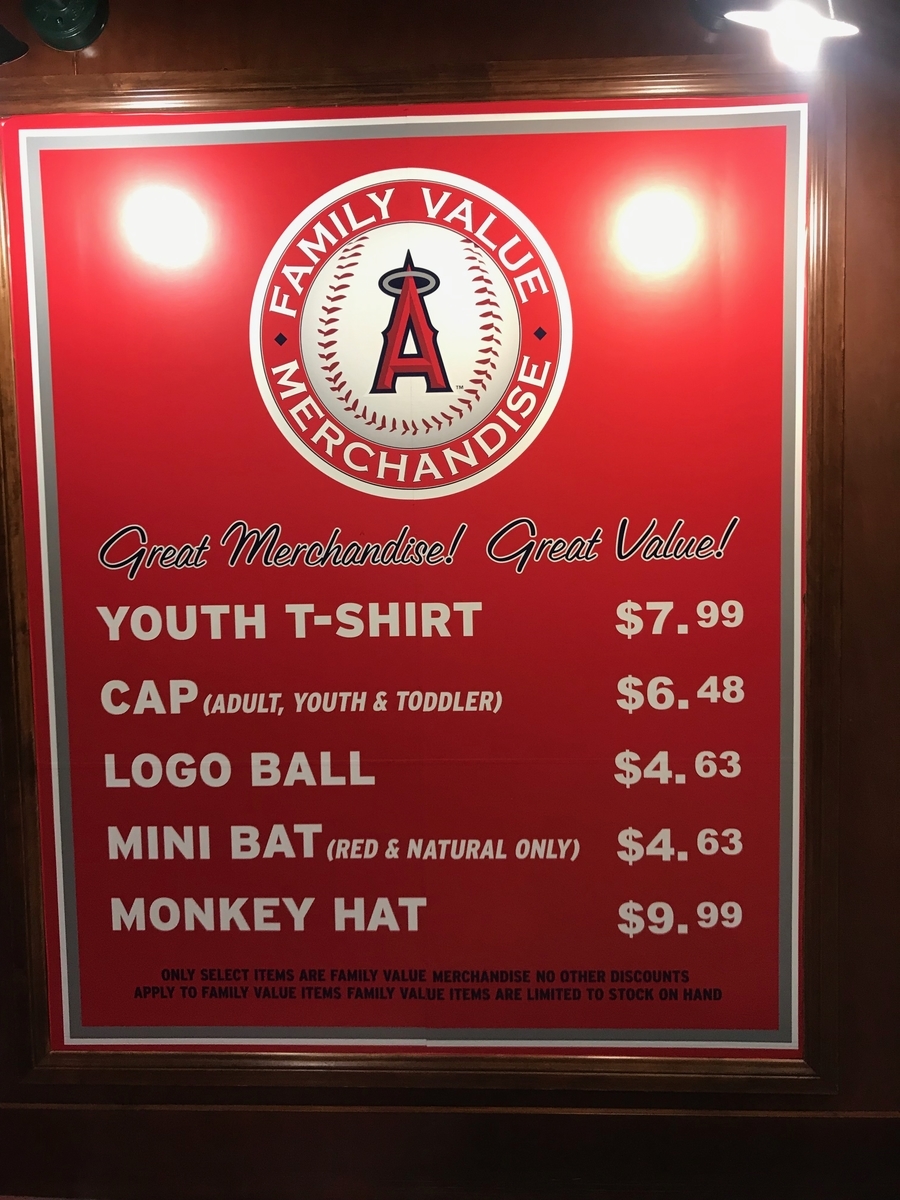 FAMILY VALUE
A ™
MERCHANDISE
Great Merchandise! Great Value!
YOUTH T-SHIRT $7.99
CAP (ADULT, YOUTH & TODDLER) $6.48
LOGO BALL $4.63
MINI BAT (RED & NATURAL ONLY) $4.63
MONKEY HAT $9.99
ONLY SELECT ITEMS ARE FAMILY VALUE MERCHANDISE NO OTHER DISCOUNTS
APPLY TO FAMILY VALUE ITEMS FAMILY VALUE ITEMS ARE LIMITED TO STOCK ON HAND